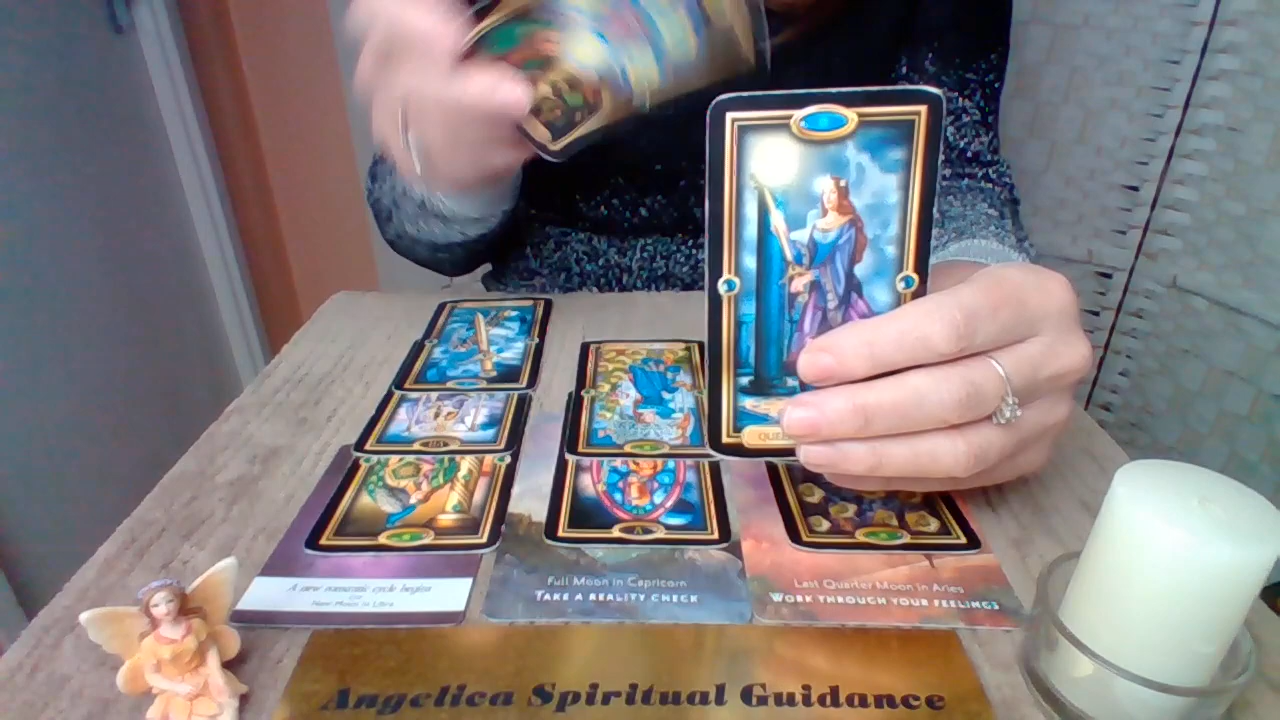 QUEE
A new romantic cycle begins
New Moon in Libra
Full Moon in Capricorn
TAKE A REALITY CHECK
Last Quarter Moon in Aries
WORK THROUGH YOUR FEELINGS
Angelica Spiritual Guidance